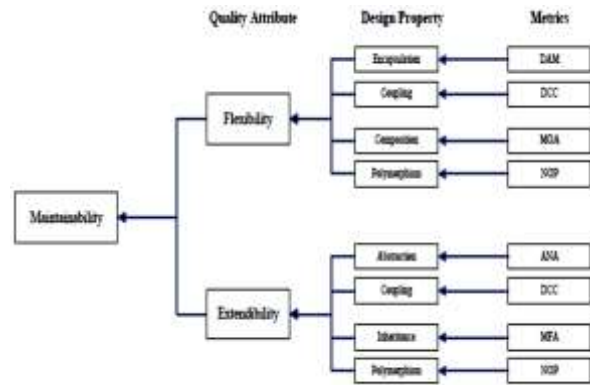 Quality Attribute Design Property Metrics
Encapsulation DAM
Coupling DCC
Flexibility
Composition MOA
Polymorphism NOP
Maintainability
Abstraction ANA
Coupling DCC
Extendibility
Inheritance MFA
Polymorphism NOP